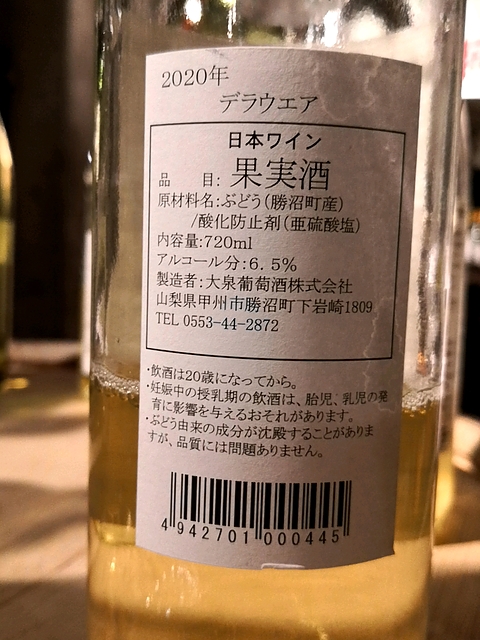 2020年
デラウエア
日本ワイン
品 目: 果実酒
原材料名:ぶどう(勝沼町産)
/酸化防止剤(亜硫酸塩)
内容量:720ml
アルコール分:6.5%
製造者:大泉葡萄酒株式会社
山梨県甲州市勝沼町下岩崎1809
TEL 0553-44-2872
・飲酒は20歳になってから。
・妊娠中の授乳期の飲酒は、胎児、乳児の発
育に影響を与えるおそれがあります。
・ぶどう由来の成分が沈殿することがありま
すが、品質には問題ありません。
4 942701 000445